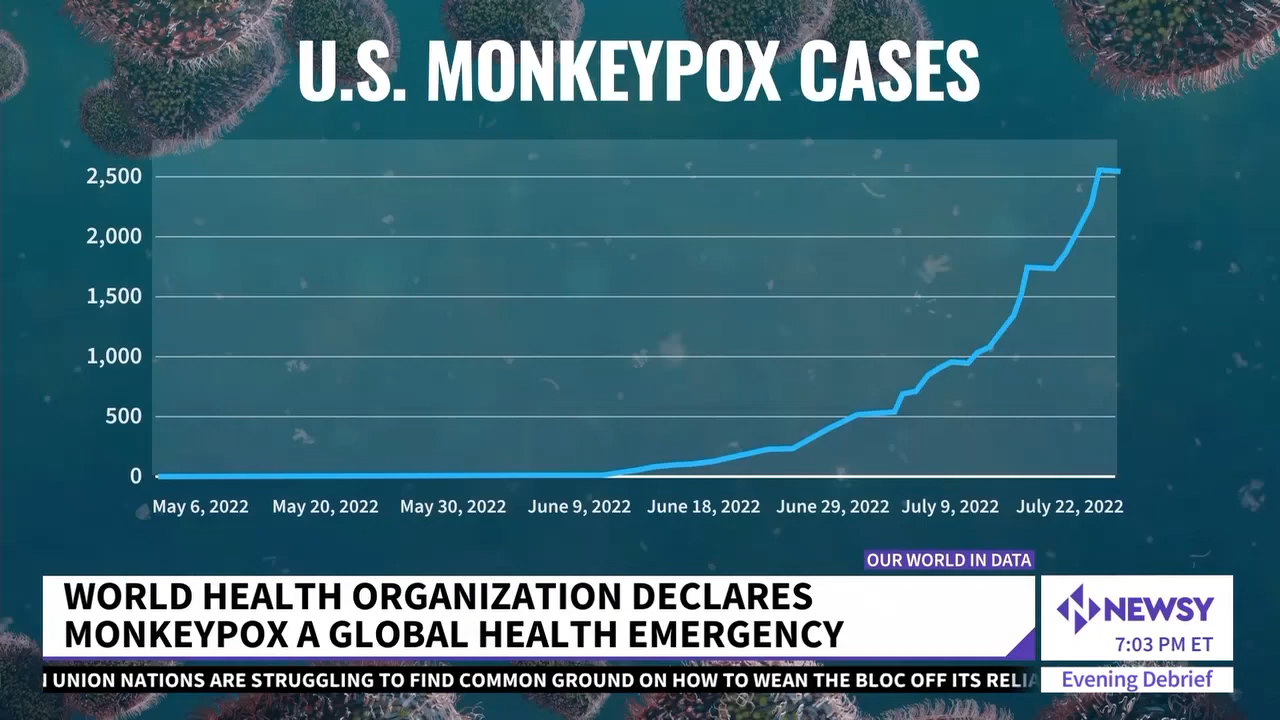 U.S. MONKEYPOX CASES
2,500
2,000
1,500
1,000
500
0
May 6, 2022 May 20, 2022 May 30, 2022 June 9, 2022 June 18, 2022 June 29, 2022 July 9, 2022 July 22, 2022
OUR WORLD IN DATA
WORLD HEALTH ORGANIZATION DECLARES
MONKEYPOX A GLOBAL HEALTH EMERGENCY
NEWSY
7:03 PM ET
UNION NATIONS ARE STRUGGLING TO FIND COMMON GROUND ON HOW TO WEAN THE BLOC OFF ITS
Evening Debrief